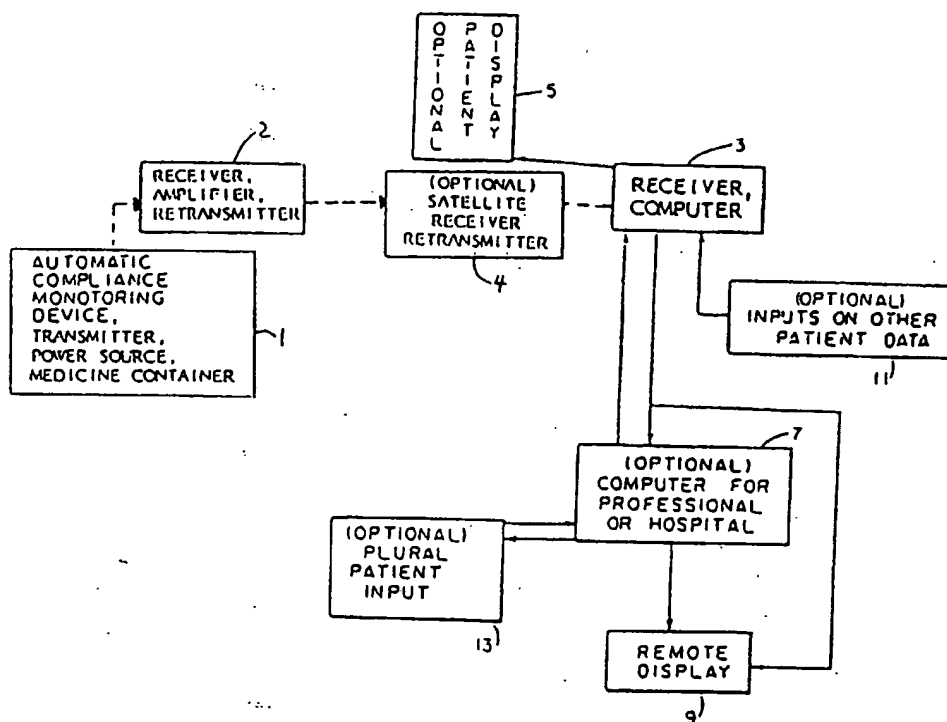 OPTIONAL
PATIENT
DISPLAY
5
2
RECEIVER,
AMPLIFIER,
RETRANSMITTER
(OPTIONAL)
SATELLITE
RECEIVER
RETRANSMITTER
4
3
RECEIVER,
COMPUTER
AUTOMATIC
COMPLIANCE
MONOTORING
DEVICE,
TRANSMITTER,
POWER SOURCE,
MEDICINE CONTAINER
1
(OPTIONAL)
INPUTS ON OTHER
PATIENT DATA
11
7
(OPTIONAL)
COMPUTER FOR
PROFESSIONAL
OR HOSPITAL
(OPTIONAL)
PLURAL
PATIENT
INPUT
13
REMOTE
DISPLAY
9